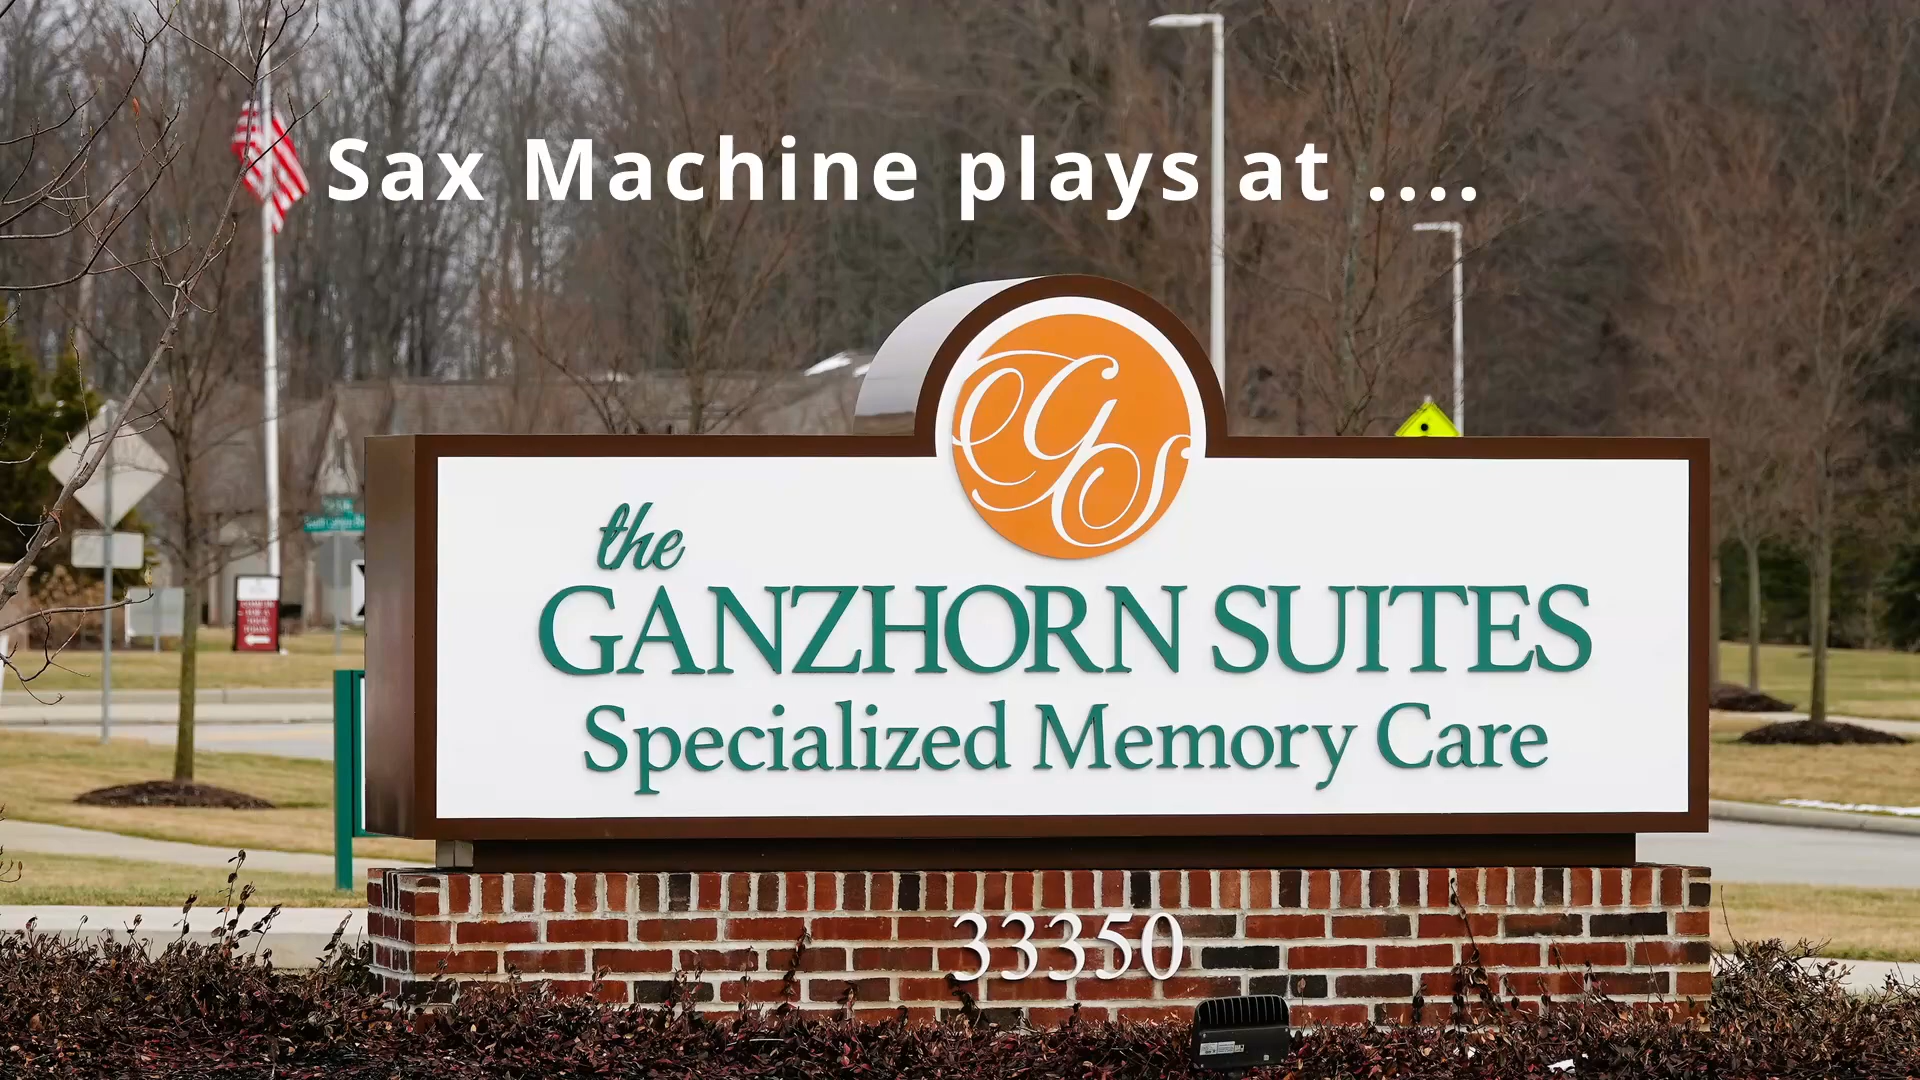 Sax Machine plays at ....
GS
the
GANZHORN SUITES
Specialized Memory Care
33350